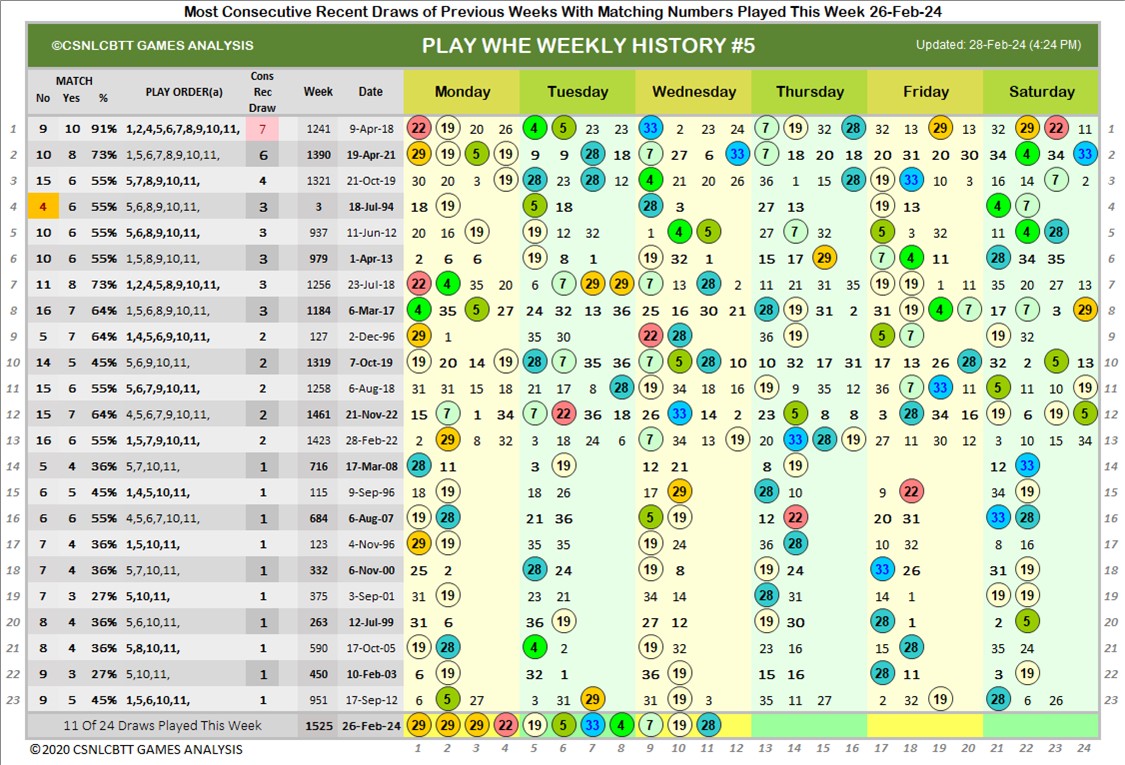 Most Consecutive Recent Draws of Previous Weeks With Matching Numbers Played This Week 26-Feb-24
©CSNLCBTT GAMES ANALYSIS PLAY WHE WEEKLY HISTORY #5 Updated: 28-Feb-24 (4:24 PM)
No MATCH Yes % PLAY ORDER(a) Cons Rec Draw Week Date Monday Tuesday Wednesday Thursday Friday Saturday
1 9 10 91% 1,2,4,5,6,7,8,9,10,11, 7 1241 9-Apr-18 22 19 20 26 4 5 23 23 33 2 23 24 7 19 32 28 32 13 29 13 32 29 22 11 1
2 10 8 73% 1,5,6,7,8,9,10,11, 6 1390 19-Apr-21 29 19 5 19 9 9 28 18 7 27 6 33 7 18 20 18 20 31 20 30 34 4 34 33 2
3 15 6 55% 5,7,8,9,10,11, 4 1321 21-Oct-19 30 20 3 19 28 23 28 12 4 21 20 26 36 1 15 28 19 33 10 3 16 14 7 2 3
4 4 6 55% 5,6,8,9,10,11, 3 3 18-Jul-94 18 19 5 18 28 3 27 13 19 13 4 7 4
5 10 6 55% 5,6,8,9,10,11, 3 937 11-Jun-12 20 16 19 19 12 32 1 4 5 27 7 32 5 3 32 11 4 28 5
6 10 6 55% 1,5,8,9,10,11, 3 979 1-Apr-13 2 6 6 19 8 1 19 32 1 15 17 29 7 4 11 28 34 35 6
7 11 8 73% 1,2,4,5,8,9,10,11, 3 1256 23-Jul-18 22 4 35 20 6 7 29 29 7 13 28 2 11 21 31 35 19 19 1 11 35 20 27 13 7
8 16 7 64% 1,5,6,8,9,10,11, 3 1184 6-Mar-17 4 35 5 27 24 32 13 36 25 16 30 21 28 19 31 2 31 19 4 7 17 7 3 29 8
9 5 7 64% 1,4,5,6,9,10,11, 2 127 2-Dec-96 29 1 35 30 22 28 36 19 5 7 19 32 9
10 14 5 45% 5,6,9,10,11, 2 1319 7-Oct-19 19 20 14 19 28 7 35 36 7 5 28 10 10 32 17 31 17 13 26 28 32 2 5 13 10
11 15 6 55% 5,6,7,9,10,11, 2 1258 6-Aug-18 31 31 15 18 21 17 8 28 19 34 18 16 19 9 35 12 36 7 33 11 5 11 10 19 11
12 15 7 64% 4,5,6,7,9,10,11, 2 1461 21-Nov-22 15 7 1 34 7 22 36 18 26 33 14 2 23 5 8 8 3 28 34 16 19 6 19 5 12
13 16 6 55% 1,5,7,9,10,11, 2 1423 28-Feb-22 2 29 8 32 3 18 24 6 7 34 13 19 20 33 28 19 27 11 30 12 3 10 15 34 13
14 5 4 36% 5,7,10,11, 1 716 17-Mar-08 28 11 3 19 12 21 8 19 12 33 14
15 6 5 45% 1,4,5,10,11, 1 115 9-Sep-96 18 19 18 26 17 29 28 10 9 22 34 19 15
16 6 6 55% 4,5,6,7,10,11, 1 684 6-Aug-07 19 28 21 36 5 19 12 22 20 31 33 28 16
17 7 4 36% 1,5,10,11, 1 123 4-Nov-96 29 19 35 35 19 24 36 28 10 32 8 16 17
18 7 4 36% 5,7,10,11, 1 332 6-Nov-00 25 2 28 24 19 8 19 24 33 26 31 19 18
19 7 3 27% 5,10,11, 1 375 3-Sep-01 31 19 23 21 34 14 28 31 14 1 19 19 19
20 8 4 36% 5,6,10,11, 1 263 12-Jul-99 31 6 36 19 27 12 19 30 28 1 2 5 20
21 8 4 36% 5,8,10,11, 1 590 17-Oct-05 19 28 4 2 19 32 23 16 15 28 35 24 21
22 9 3 27% 5,10,11, 1 450 10-Feb-03 6 19 32 1 36 19 15 16 28 11 3 19 22
23 9 5 45% 1,5,6,10,11, 1 951 17-Sep-12 6 5 27 3 31 29 31 19 3 35 11 27 2 32 19 28 6 26 23
11 Of 24 Draws Played This Week 1525 26-Feb-24 29 29 29 22 19 5 33 4 7 19 28
©2020 CSNLCBTT GAMES ANALYSIS 1 2 3 4 5 6 7 8 9 10 11 12 13 14 15 16 17 18 19 20 21 22 23 24